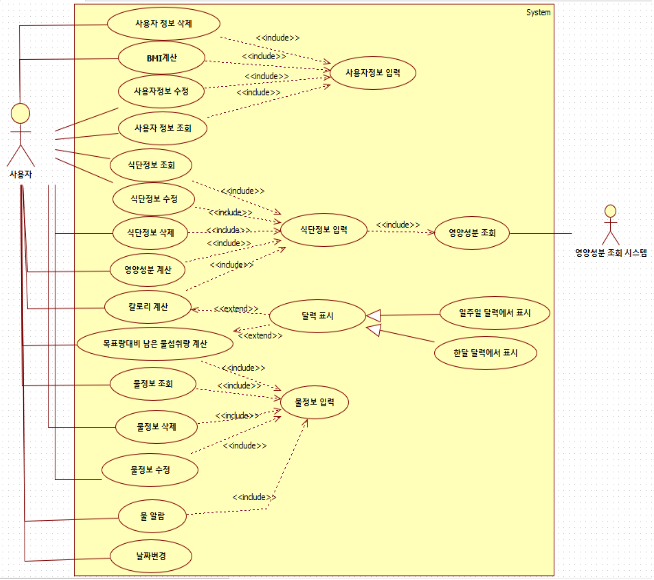 System
사용자 정보 삭제
<<include>>
BMI계산
<<include>>
사용자정보 입력
<<include>>
사용자정보 수정
<<include>>
사용자 정보 조회
사용자
식단정보 조회
<<include>>
식단정보 수정
<<include>>
식단정보 삭제
식단정보 입력
<<include>>
영양성분 조회
영양성분 조회 시스템
<<include>>
<<include>>
영양성분 계산
칼로리 계산
<<extend>>
달력 표시
일주일 달력에서 표시
<<extend>>
목표량대비 남은 물섭취량 계산
한달 달력에서 표시
<<include>>
물정보 조회
<<include>>
물정보 입력
<<include>>
물정보 삭제
<<include>>
물정보 수정
<<include>>
물 알람
날짜변경